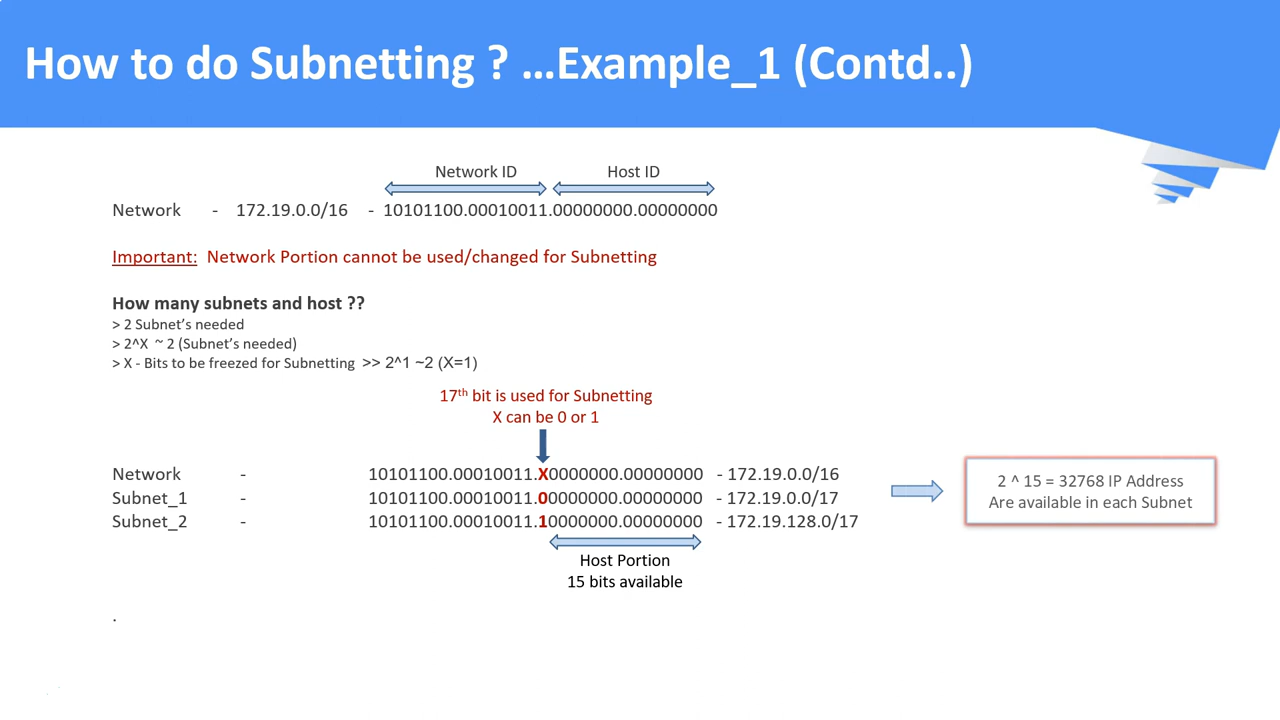 How to do Subnetting ? ...Example_1 (Contd..)
Network ID Host ID
Network - 172.19.0.0/16 - 10101100.00010011.00000000.00000000
Important: Network Portion cannot be used/changed for Subnetting
How many subnets and host ??
> 2 Subnet's needed
> 2^X ~ 2 (Subnet's needed)
> X - Bits to be freezed for Subnetting >> 2^1 ~2 (X=1)
17th bit is used for Subnetting
X can be 0 or 1
Network - 10101100.00010011.X0000000.00000000 - 172.19.0.0/16
Subnet_1 - 10101100.00010011.00000000.00000000 - 172.19.0.0/17
Subnet_2 - 10101100.00010011.10000000.00000000 - 172.19.128.0/17
2 ^ 15 = 32768 IP Address
Are available in each Subnet
Host Portion
15 bits available
.